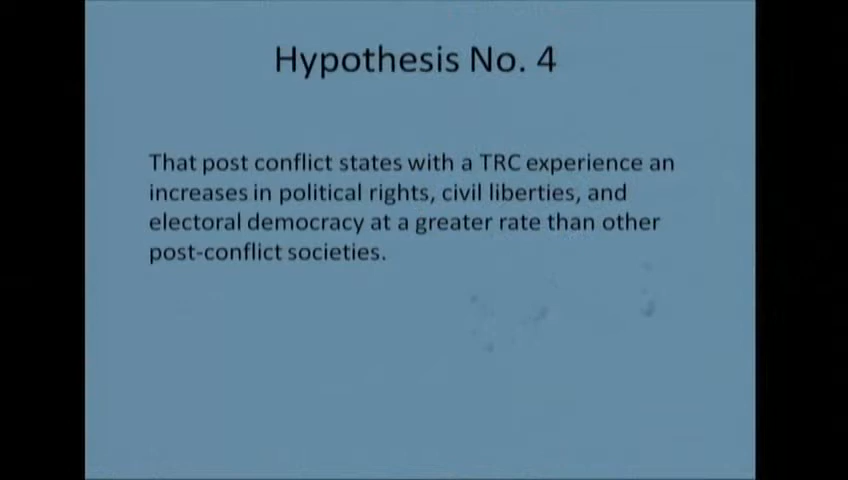 Hypothesis No. 4
That post conflict states with a TRC experience an
increases in political rights, civil liberties, and
electoral democracy at a greater rate than other
post-conflict societies.